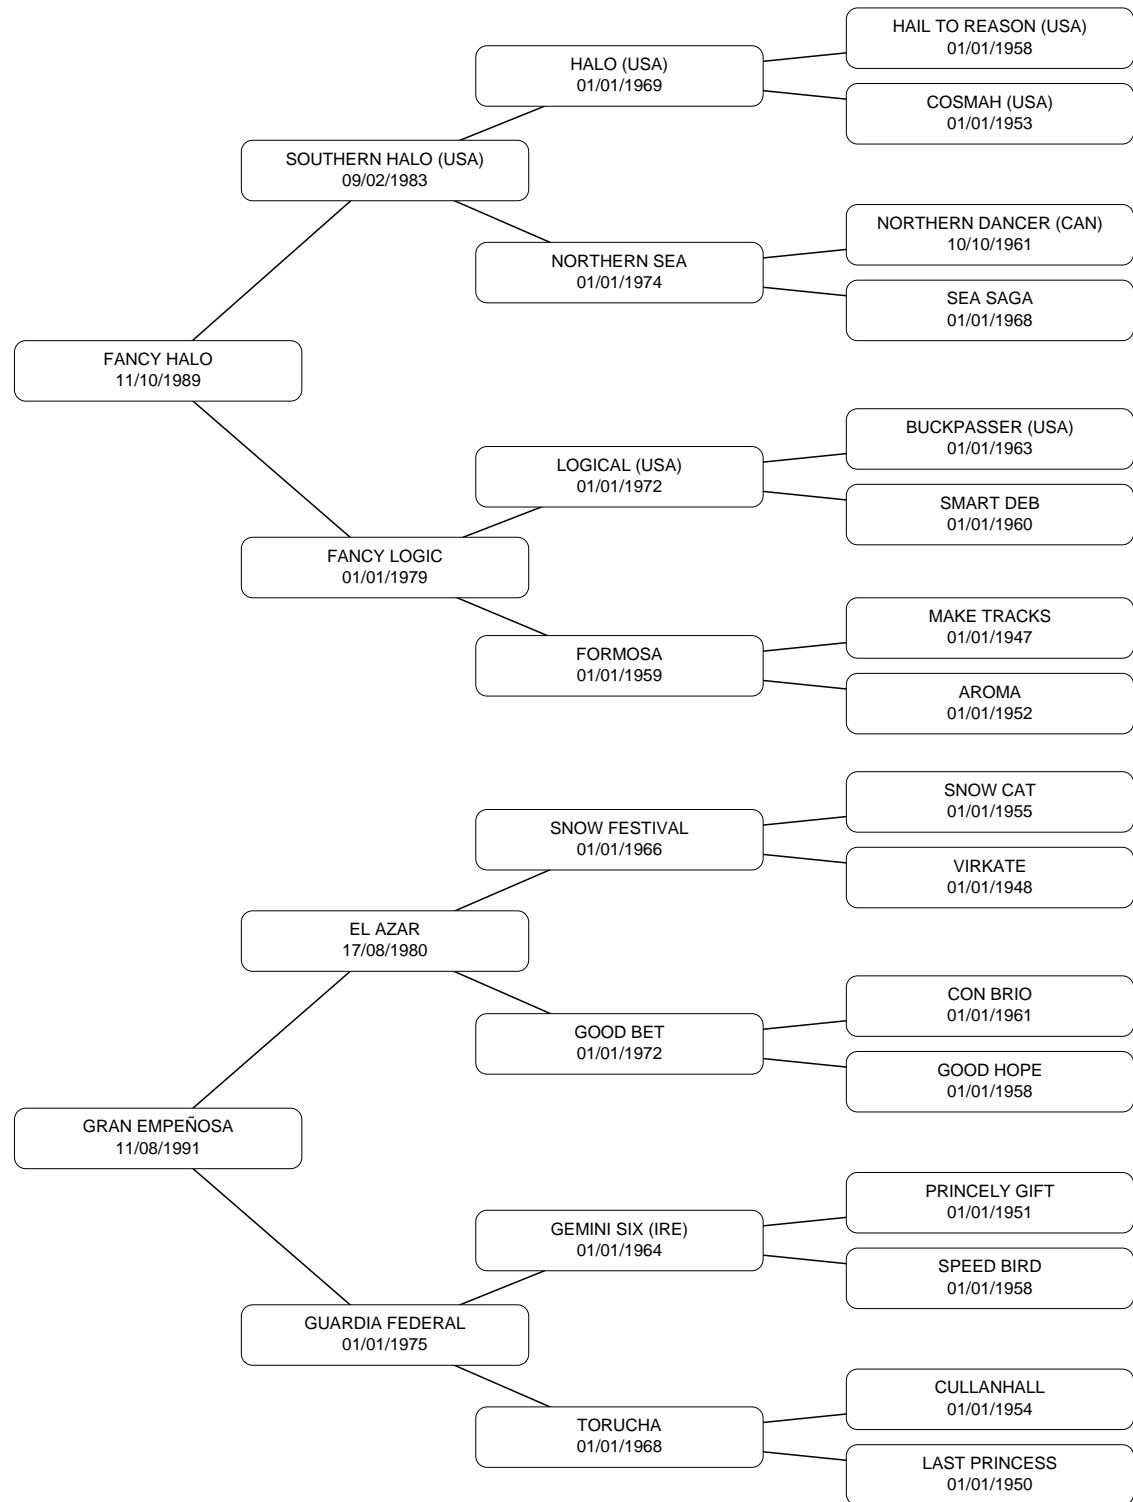 HAIL TO REASON (USA)
01/01/1958
HALO (USA)
01/01/1969
COSMAH (USA)
01/01/1953
SOUTHERN HALO (USA)
09/02/1983
NORTHERN DANCER (CAN)
10/10/1961
NORTHERN SEA
01/01/1974
SEA SAGA
01/01/1968
FANCY HALO
11/10/1989
BUCKPASSER (USA)
01/01/1963
LOGICAL (USA)
01/01/1972
SMART DEB
01/01/1960
FANCY LOGIC
01/01/1979
MAKE TRACKS
01/01/1947
FORMOSA
01/01/1959
AROMA
01/01/1952
SNOW CAT
01/01/1955
SNOW FESTIVAL
01/01/1966
VIRKATE
01/01/1948
EL AZAR
17/08/1980
CON BRIO
01/01/1961
GOOD BET
01/01/1972
GOOD HOPE
01/01/1958
GRAN EMPEÑOSA
11/08/1991
PRINCELY GIFT
01/01/1951
GEMINI SIX (IRE)
01/01/1964
SPEED BIRD
01/01/1958
GUARDIA FEDERAL
01/01/1975
CULLANHALL
01/01/1954
TORUCHA
01/01/1968
LAST PRINCESS
01/01/1950